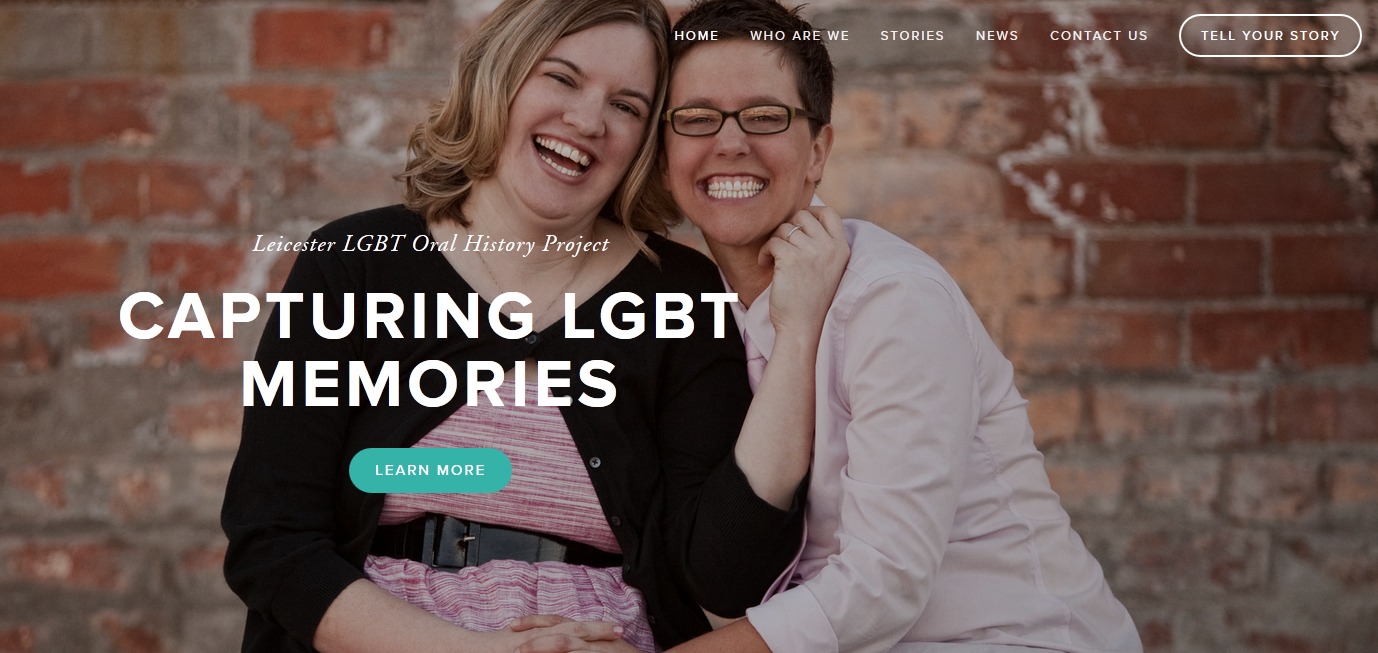 HOME
WHO ARE WE
STORIES
NEWS
CONTACT US
TELL YOUR STORY
Leicester LGBT Oral History Project
CAPTURING LGBT
MEMORIES
LEARN MORE